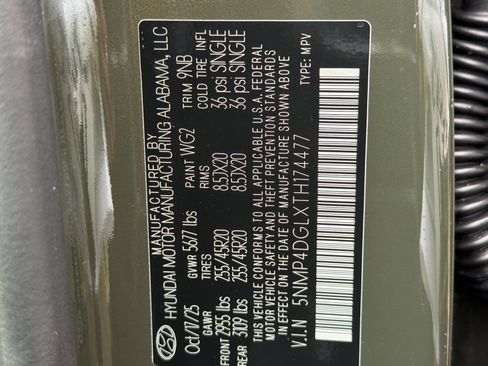 MANUFACTURED BY
HYUNDAI MOTOR MANUFACTURING ALABAMA, LLC
Oct/17/25 GVWR 5677 lbs PAINT WG2 TRIM 9NB
GAWR TIRES RIMS COLD TIRE INFL
FRONT 2955 lbs 255/45R20 8.5JX20 36 psi SINGLE
REAR 3109 lbs 255/45R20 8.5JX20 36 psi SINGLE
THIS VEHICLE CONFORMS TO ALL APPLICABLE U.S.A. FEDERAL
MOTOR VEHICLE SAFETY AND THEFT PREVENTION STANDARDS
IN EFFECT ON THE DATE OF MANUFACTURE SHOWN ABOVE.
V.I.N 5NMP4DGLXTH174477 TYPE: MPV